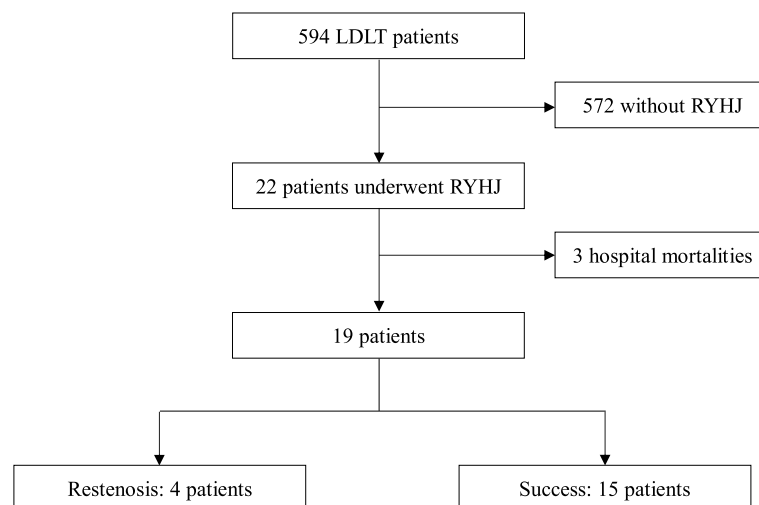 594 LDLT patients
572 without RYHJ
22 patients underwent RYHJ
3 hospital mortalities
19 patients
Restenosis: 4 patients
Success: 15 patients